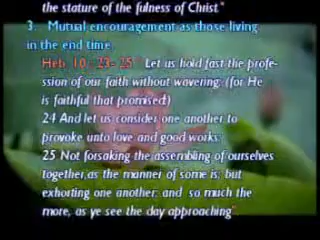 the stature of the fulness of Christ."
3. Mutual encouragement as those living
in the end time.
Heb. 10: 23- 25 "Let us hold fast the profe-
ssion of our faith without wavering; (for He
is faithful that promised:)
24 And let us consider one another to
provoke unto love and good works:
25 Not forsaking the assembling of ourselves
together,as the manner of some is; but
exhorting one another: and so much the
more, as ye see the day approaching".